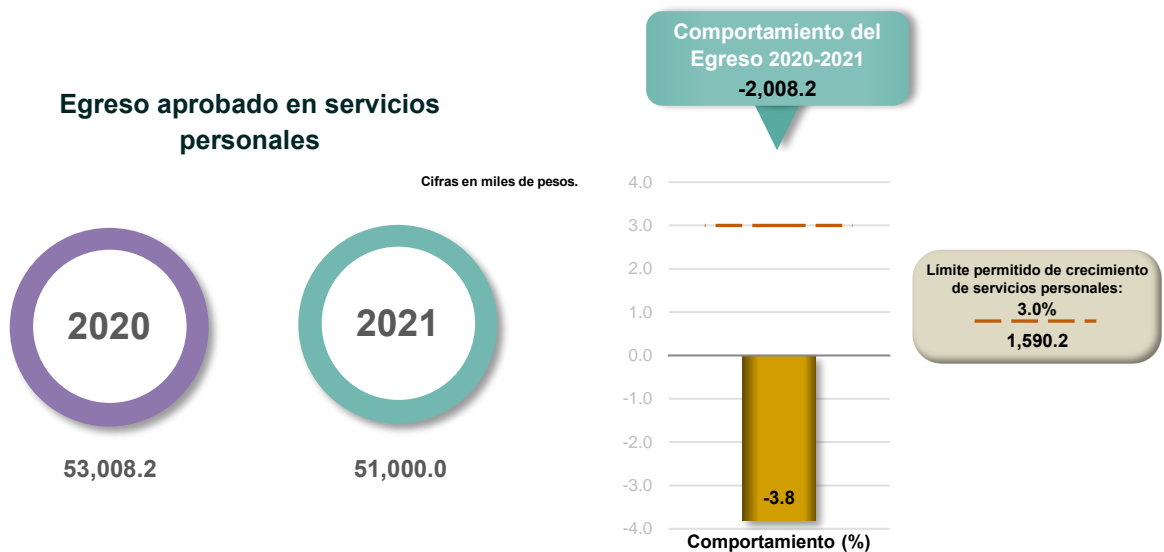 Egreso aprobado en servicios
personales
Cifras en miles de pesos.
2020
2021
53,008.2
51,000.0
Comportamiento del
Egreso 2020-2021
-2,008.2
4.0
3.0
2.0
1.0
0.0
-1.0
-2.0
-3.0
-4.0
-3.8
Comportamiento (%)
Límite permitido de crecimiento
de servicios personales:
3.0%
1,590.2